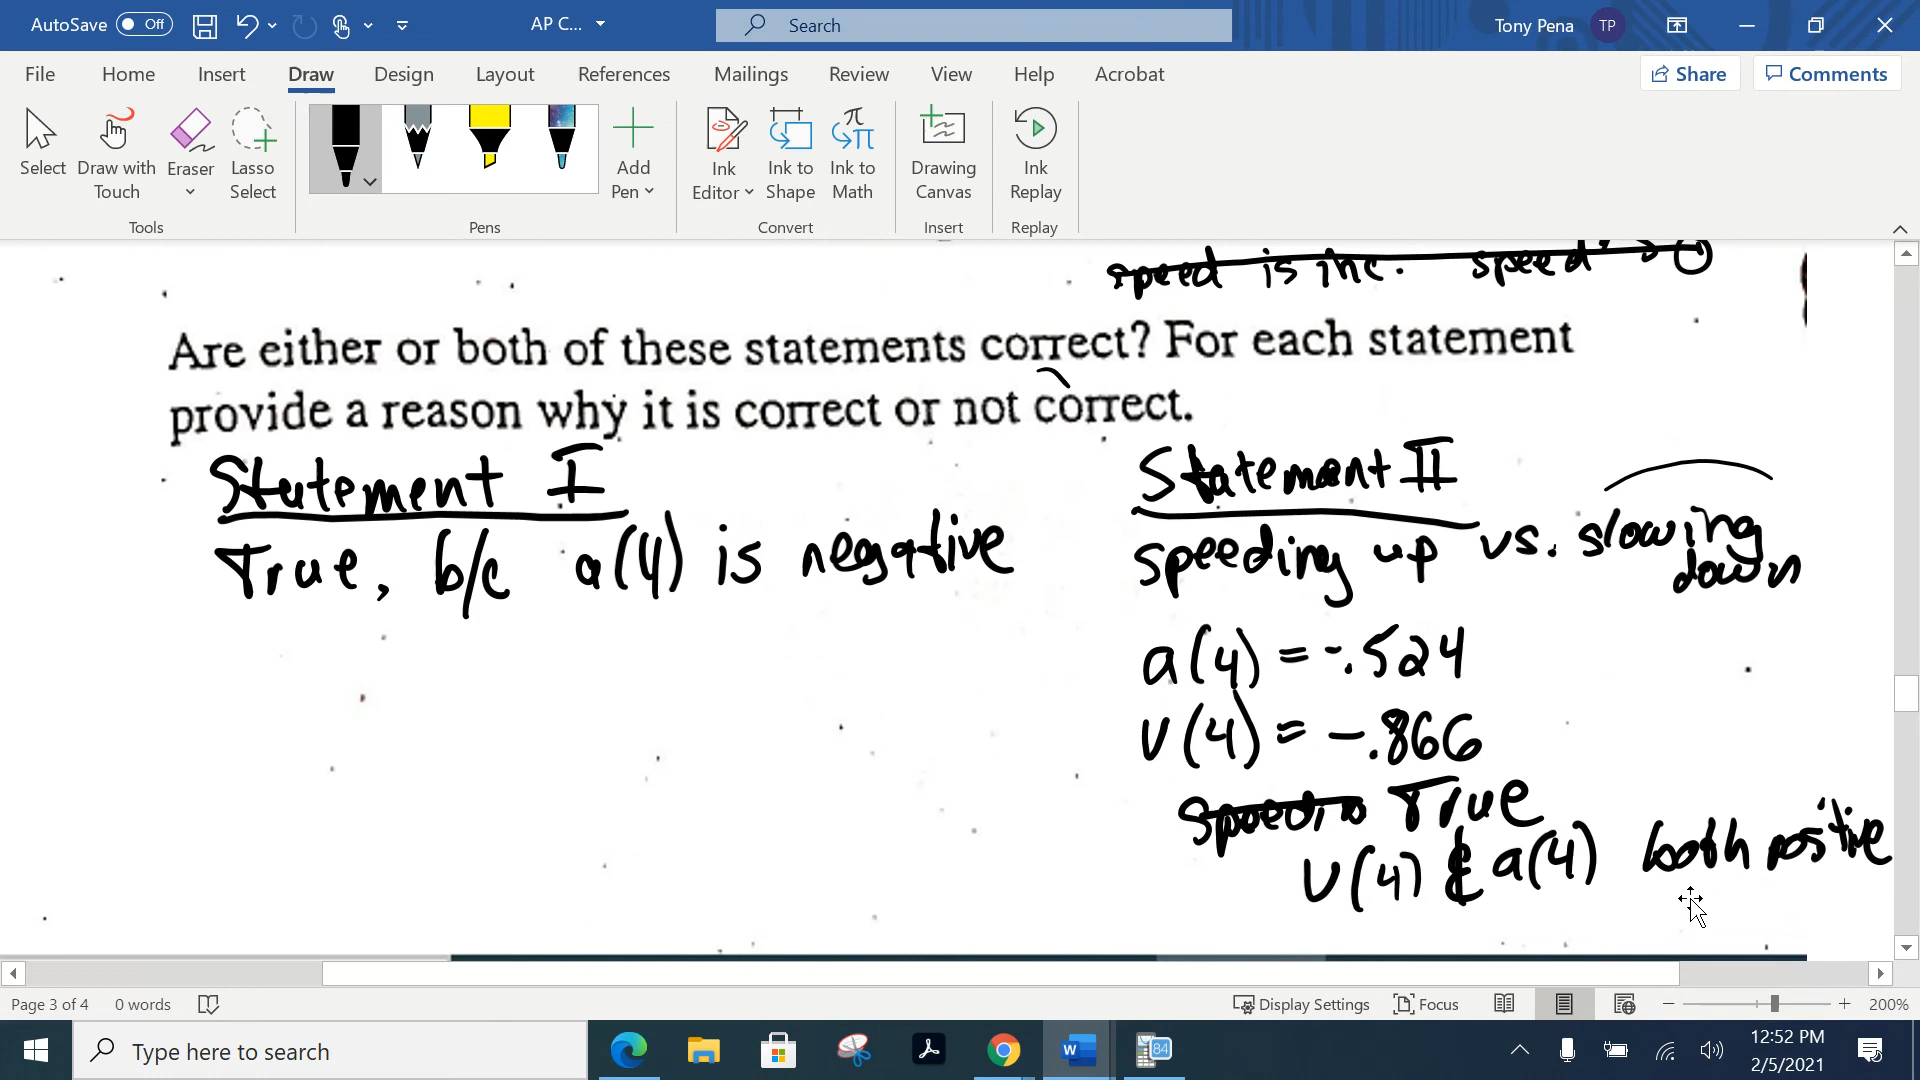 AutoSave Off AP C... Search Tony Pena TP
File Home Insert Draw Design Layout References Mailings Review View Help Acrobat Share Comments
Select Draw with Touch Eraser Lasso Select Add Pen Ink Editor Ink to Shape Ink to Math Drawing Canvas Ink Replay
Tools Pens Convert Insert Replay
speed is inc. speed > 0
Are either or both of these statements correct? For each statement
provide a reason why it is correct or not correct.
Statement I
True, b/c a(4) is negative
Statement II
speeding up vs. slowing
down
a(4) = -.524
v(4) = -.866
True
v(4) & a(4) both positive
Page 3 of 4 0 words Display Settings Focus 200%
Type here to search 84 12:52 PM
2/5/2021